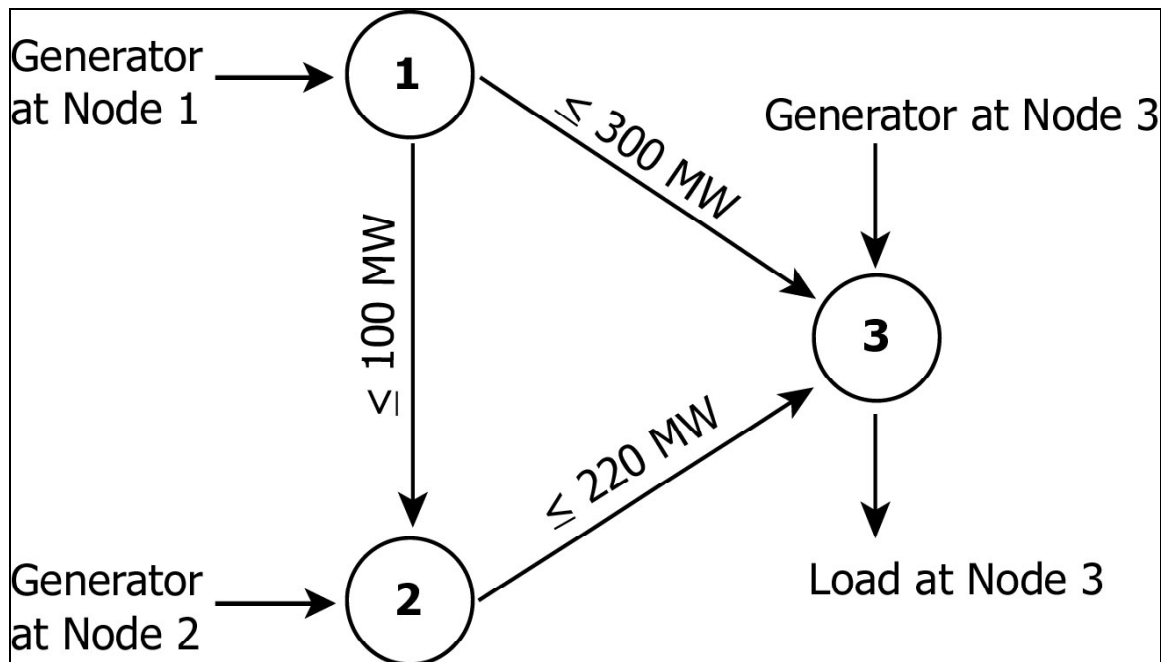 Generator
at Node 1
1
≤ 300 MW
Generator at Node 3
≤ 100 MW
3
≤ 220 MW
Generator
at Node 2
2
Load at Node 3